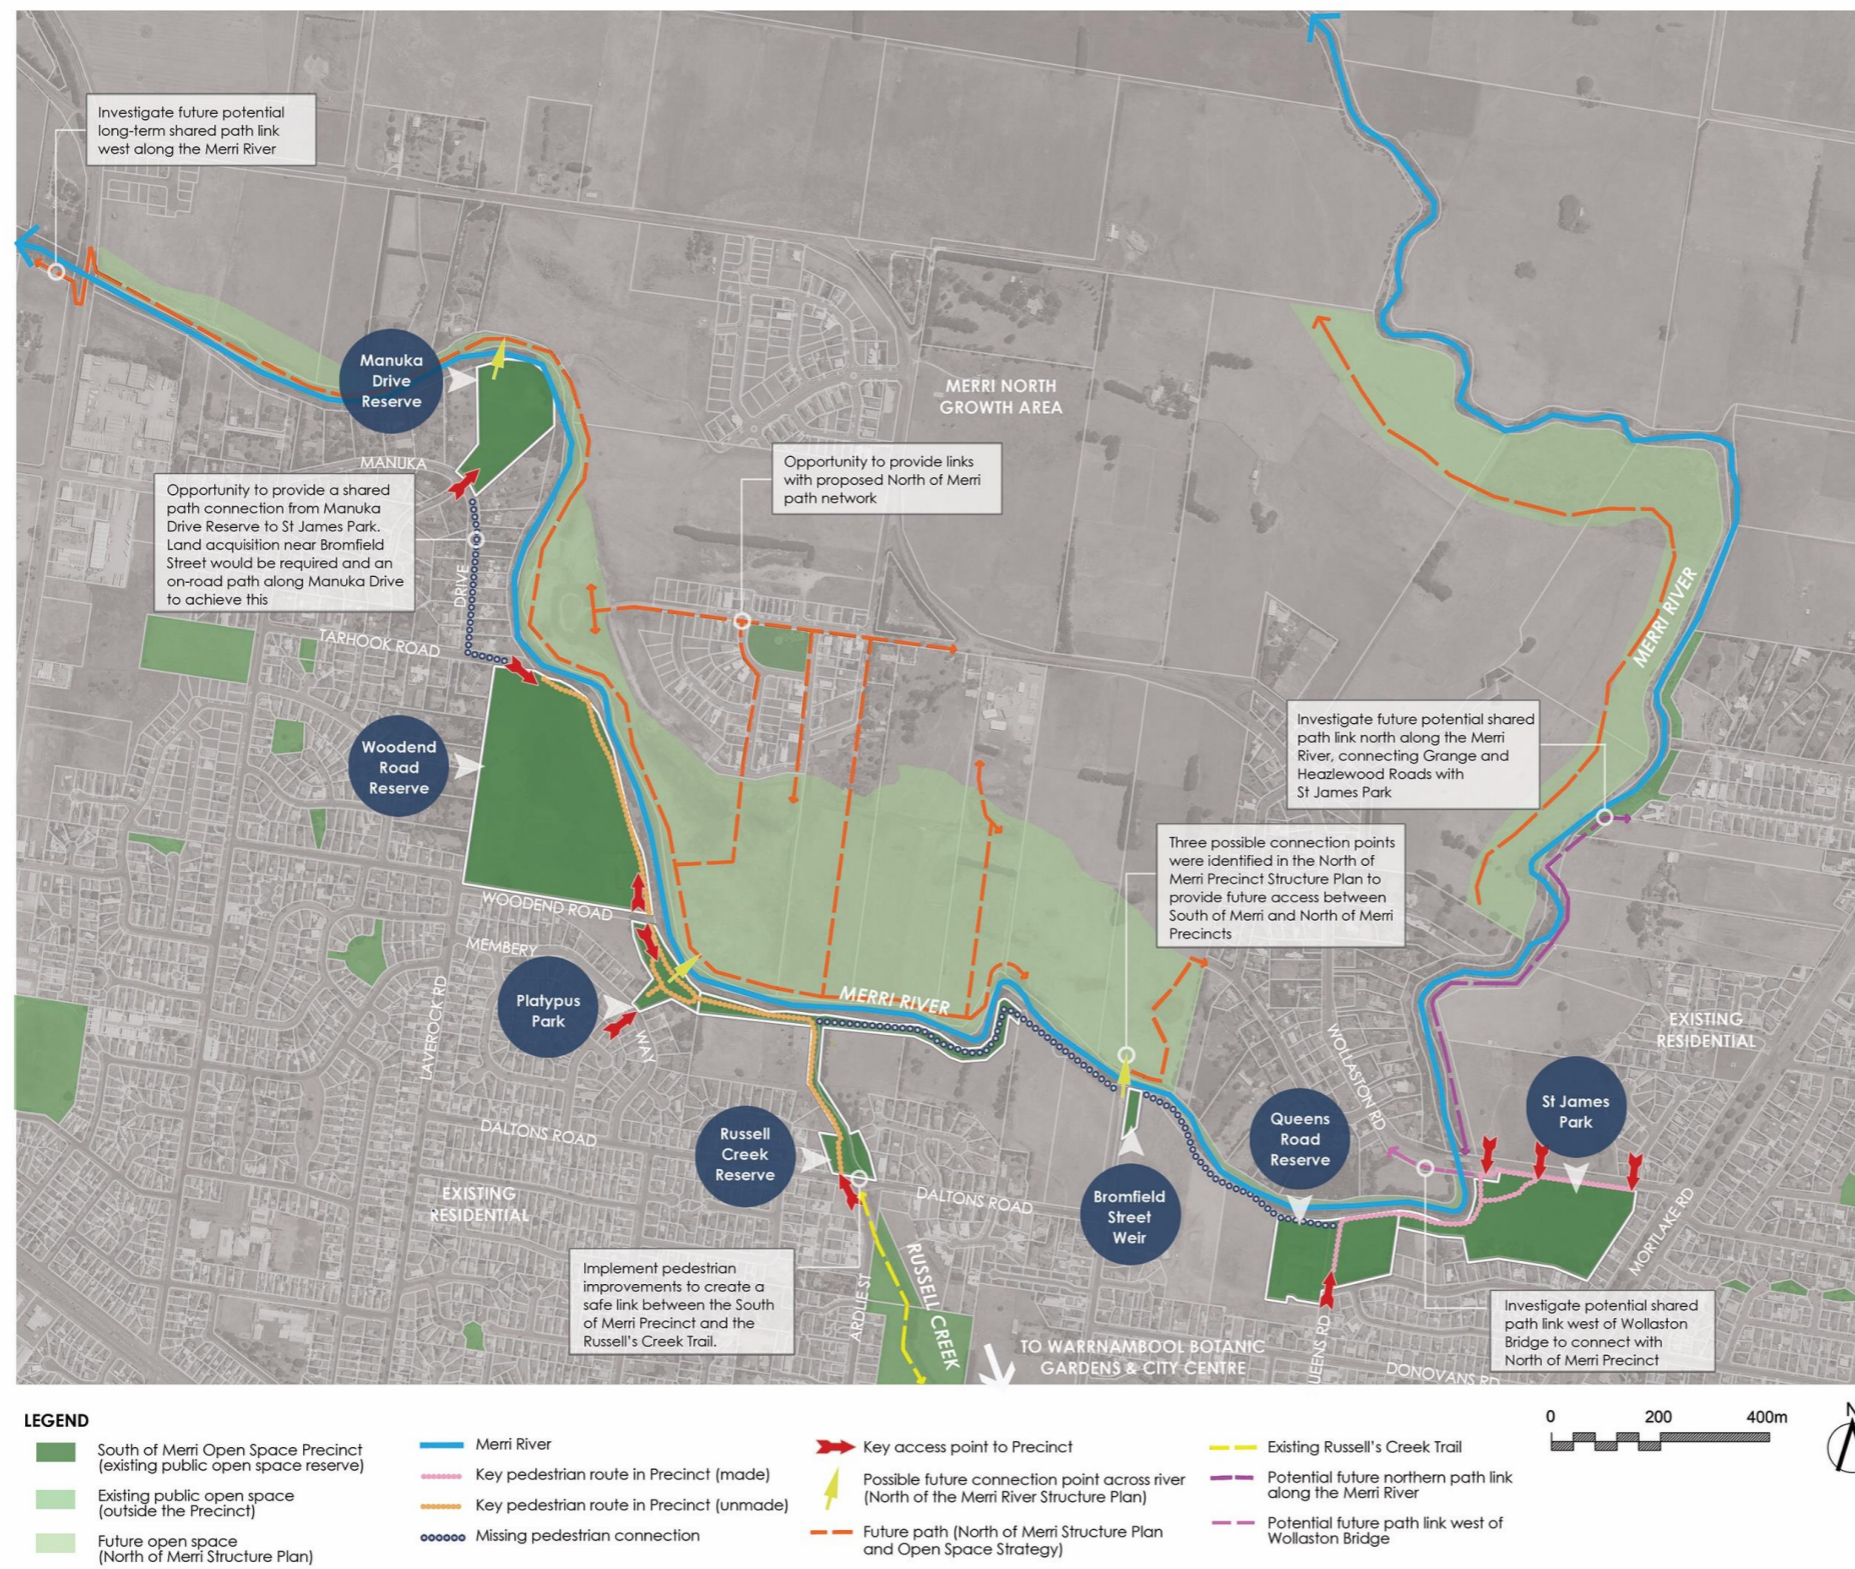 Investigate future potential
long-term shared path link
west along the Merri River
Manuka
Drive
Reserve
MERRI NORTH
GROWTH AREA
MANUKA
Opportunity to provide links
with proposed North of Merri
path network
Opportunity to provide a shared
path connection from Manuka
Drive Reserve to St James Park.
Land acquisition near Bromfield
Street would be required and an
on-road path along Manuka Drive
to achieve this
DRIVE
TARHOOK ROAD
MERRI RIVER
Investigate future potential shared
path link north along the Merri
River, connecting Grange and
Heazlewood Roads with
St James Park
Woodend
Road
Reserve
Three possible connection points
were identified in the North of
Merri Precinct Structure Plan to
provide future access between
South of Merri and North of Merri
Precincts
WOODEND ROAD
MEMBERY
WAY
LAVEROCK RD
Platypus
Park
MERRI RIVER
WOLLASTON RD
EXISTING
RESIDENTIAL
St James
Park
Queens
Road
Reserve
DALTONS ROAD
Russell
Creek
Reserve
EXISTING
RESIDENTIAL
DALTONS ROAD
Bromfield
Street
Weir
MORTLAKE RD
Implement pedestrian
improvements to create a
safe link between the South
of Merri Precinct and the
Russell's Creek Trail.
ARDLIE ST
RUSSELL CREEK
TO WARRNAMBOOL BOTANIC
GARDENS & CITY CENTRE
UEENS RD
DONOVANS RD
Investigate potential shared
path link west of Wollaston
Bridge to connect with
North of Merri Precinct
LEGEND
South of Merri Open Space Precinct
(existing public open space reserve)
Existing public open space
(outside the Precinct)
Future open space
(North of Merri Structure Plan)
Merri River
Key pedestrian route in Precinct (made)
Key pedestrian route in Precinct (unmade)
Missing pedestrian connection
Key access point to Precinct
Possible future connection point across river
(North of the Merri River Structure Plan)
Future path (North of Merri Structure Plan
and Open Space Strategy)
Existing Russell's Creek Trail
Potential future northern path link
along the Merri River
Potential future path link west of
Wollaston Bridge
0 200 400m
N